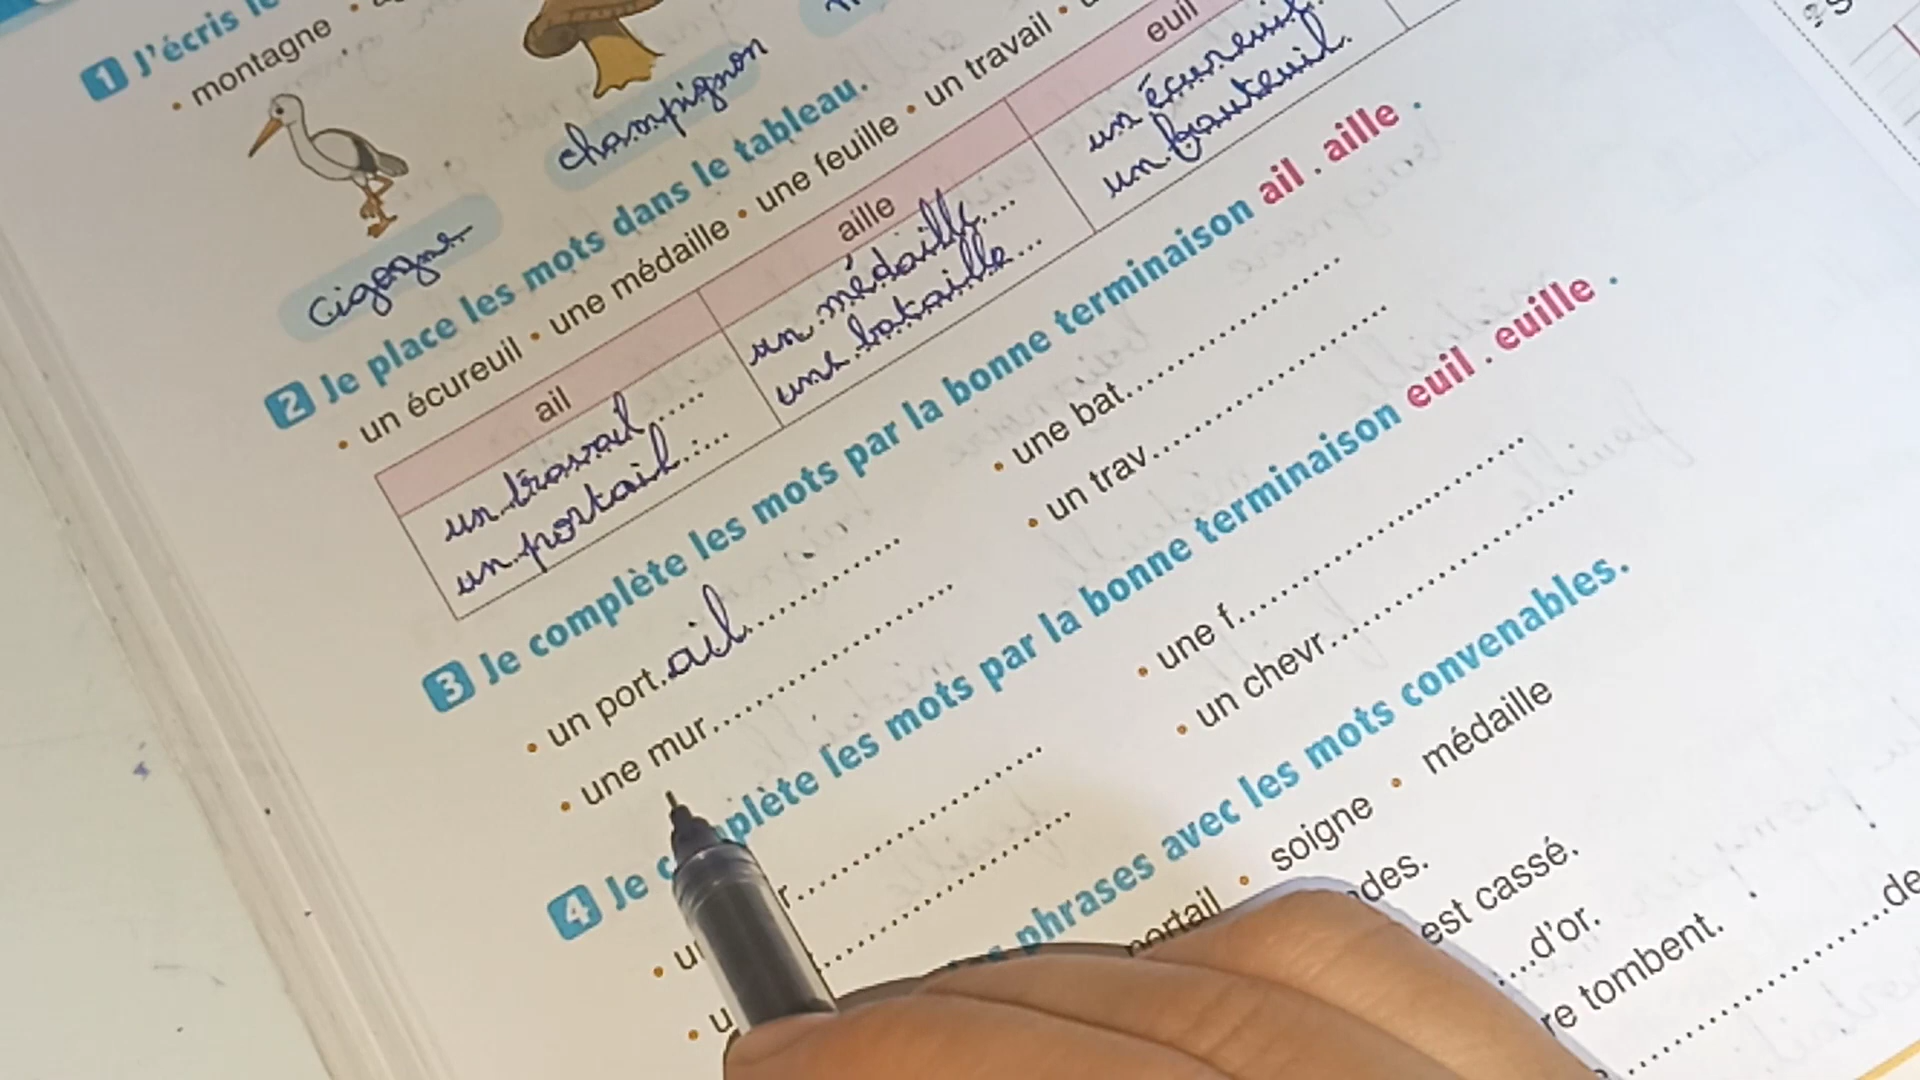 1 J'écris le
• montagne •
cigogne
champignon
2 Je place les mots dans le tableau.
• un écureuil • une médaille • une feuille • un travail •
ail
aille
euil
un travail
un portail
un médaille
une bataille
un écureuil
un fauteuil
3 Je complète les mots par la bonne terminaison ail . aille .
• un port.ail
• une bat
• une mur
• un trav
4 Je complète les mots par la bonne terminaison euil . euille .
• une f
• un chevr
phrases avec les mots convenables.
portail • soigne • médaille
des.
est cassé.
d'or.
re tombent.
de